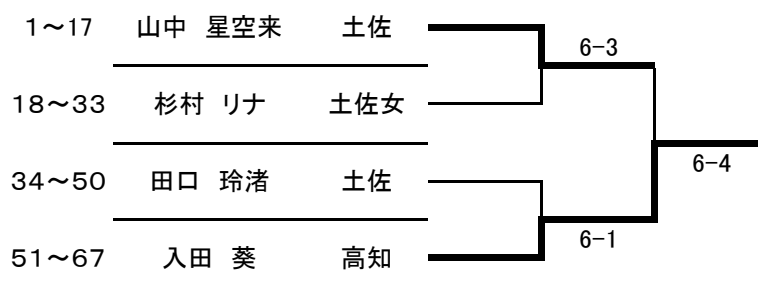 1～17 山中 星空来 土佐
6-3
18～33 杉村 リナ 土佐女
6-4
34～50 田口 玲渚 土佐
6-1
51～67 入田 葵 高知